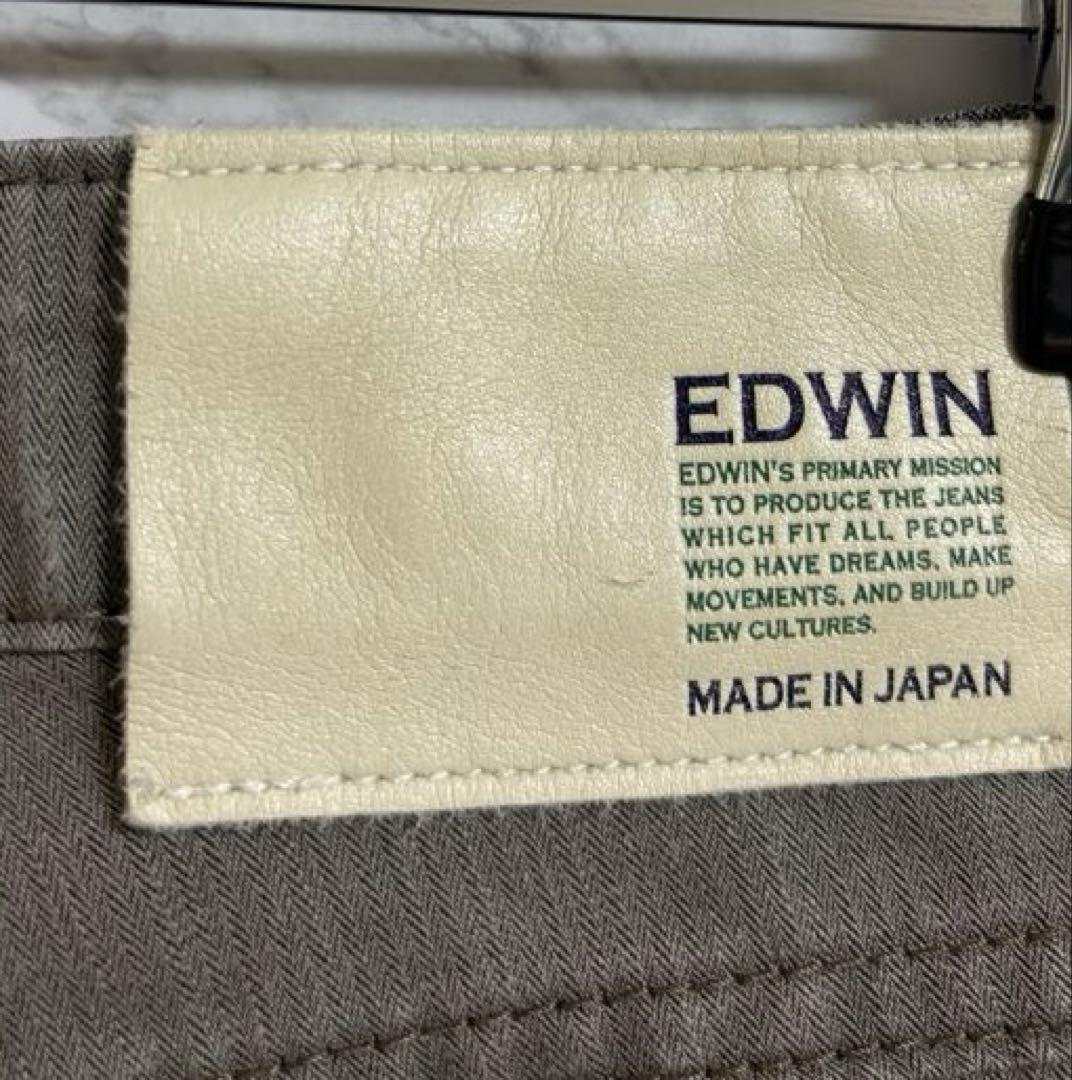 EDWIN
EDWIN'S PRIMARY MISSION
IS TO PRODUCE THE JEANS
WHICH FIT ALL PEOPLE
WHO HAVE DREAMS, MAKE
MOVEMENTS, AND BUILD UP
NEW CULTURES.
MADE IN JAPAN